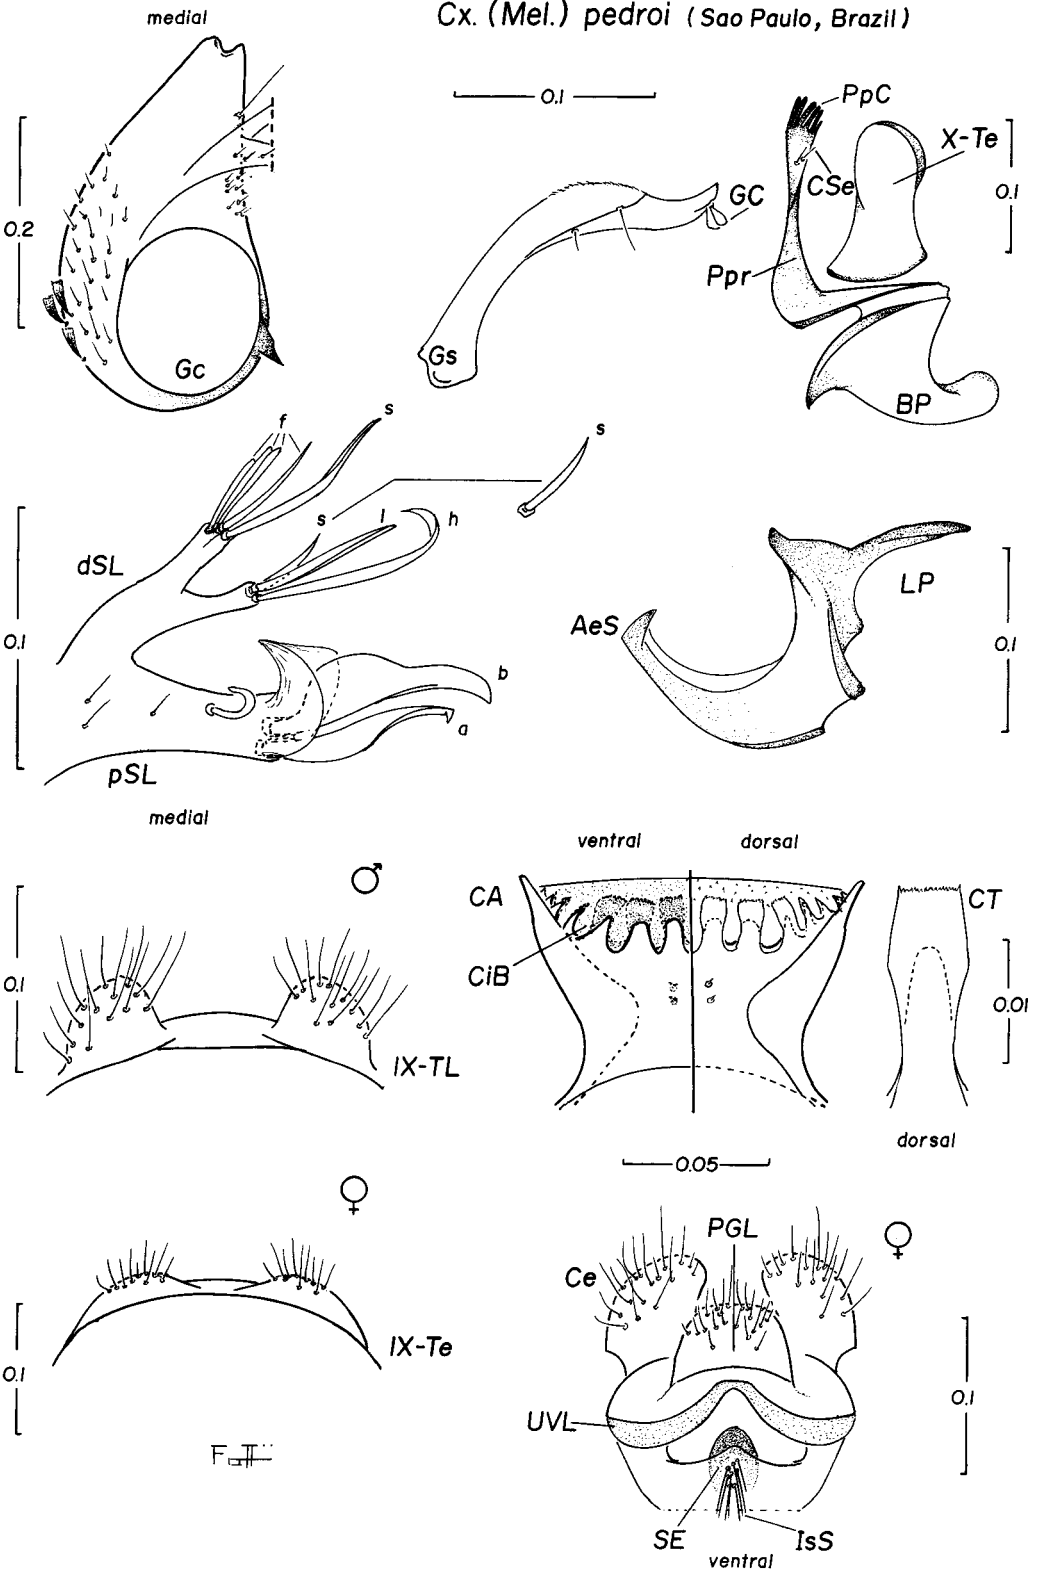 medial
Cx. (Mel.) pedroi (Sao Paulo, Brazil)
0.2
Gc
0.1
GC
Gs
PpC
CSe
X-Te
Ppr
BP
0.1
f
s
s
l
h
s
dSL
0.1
b
a
pSL
medial
AeS
LP
0.1
♂
0.1
IX-TL
ventral
dorsal
CA
CiB
CT
0.01
dorsal
0.05
♀
0.1
IX-Te
PGL
♀
Ce
UVL
0.1
SE
IsS
ventral